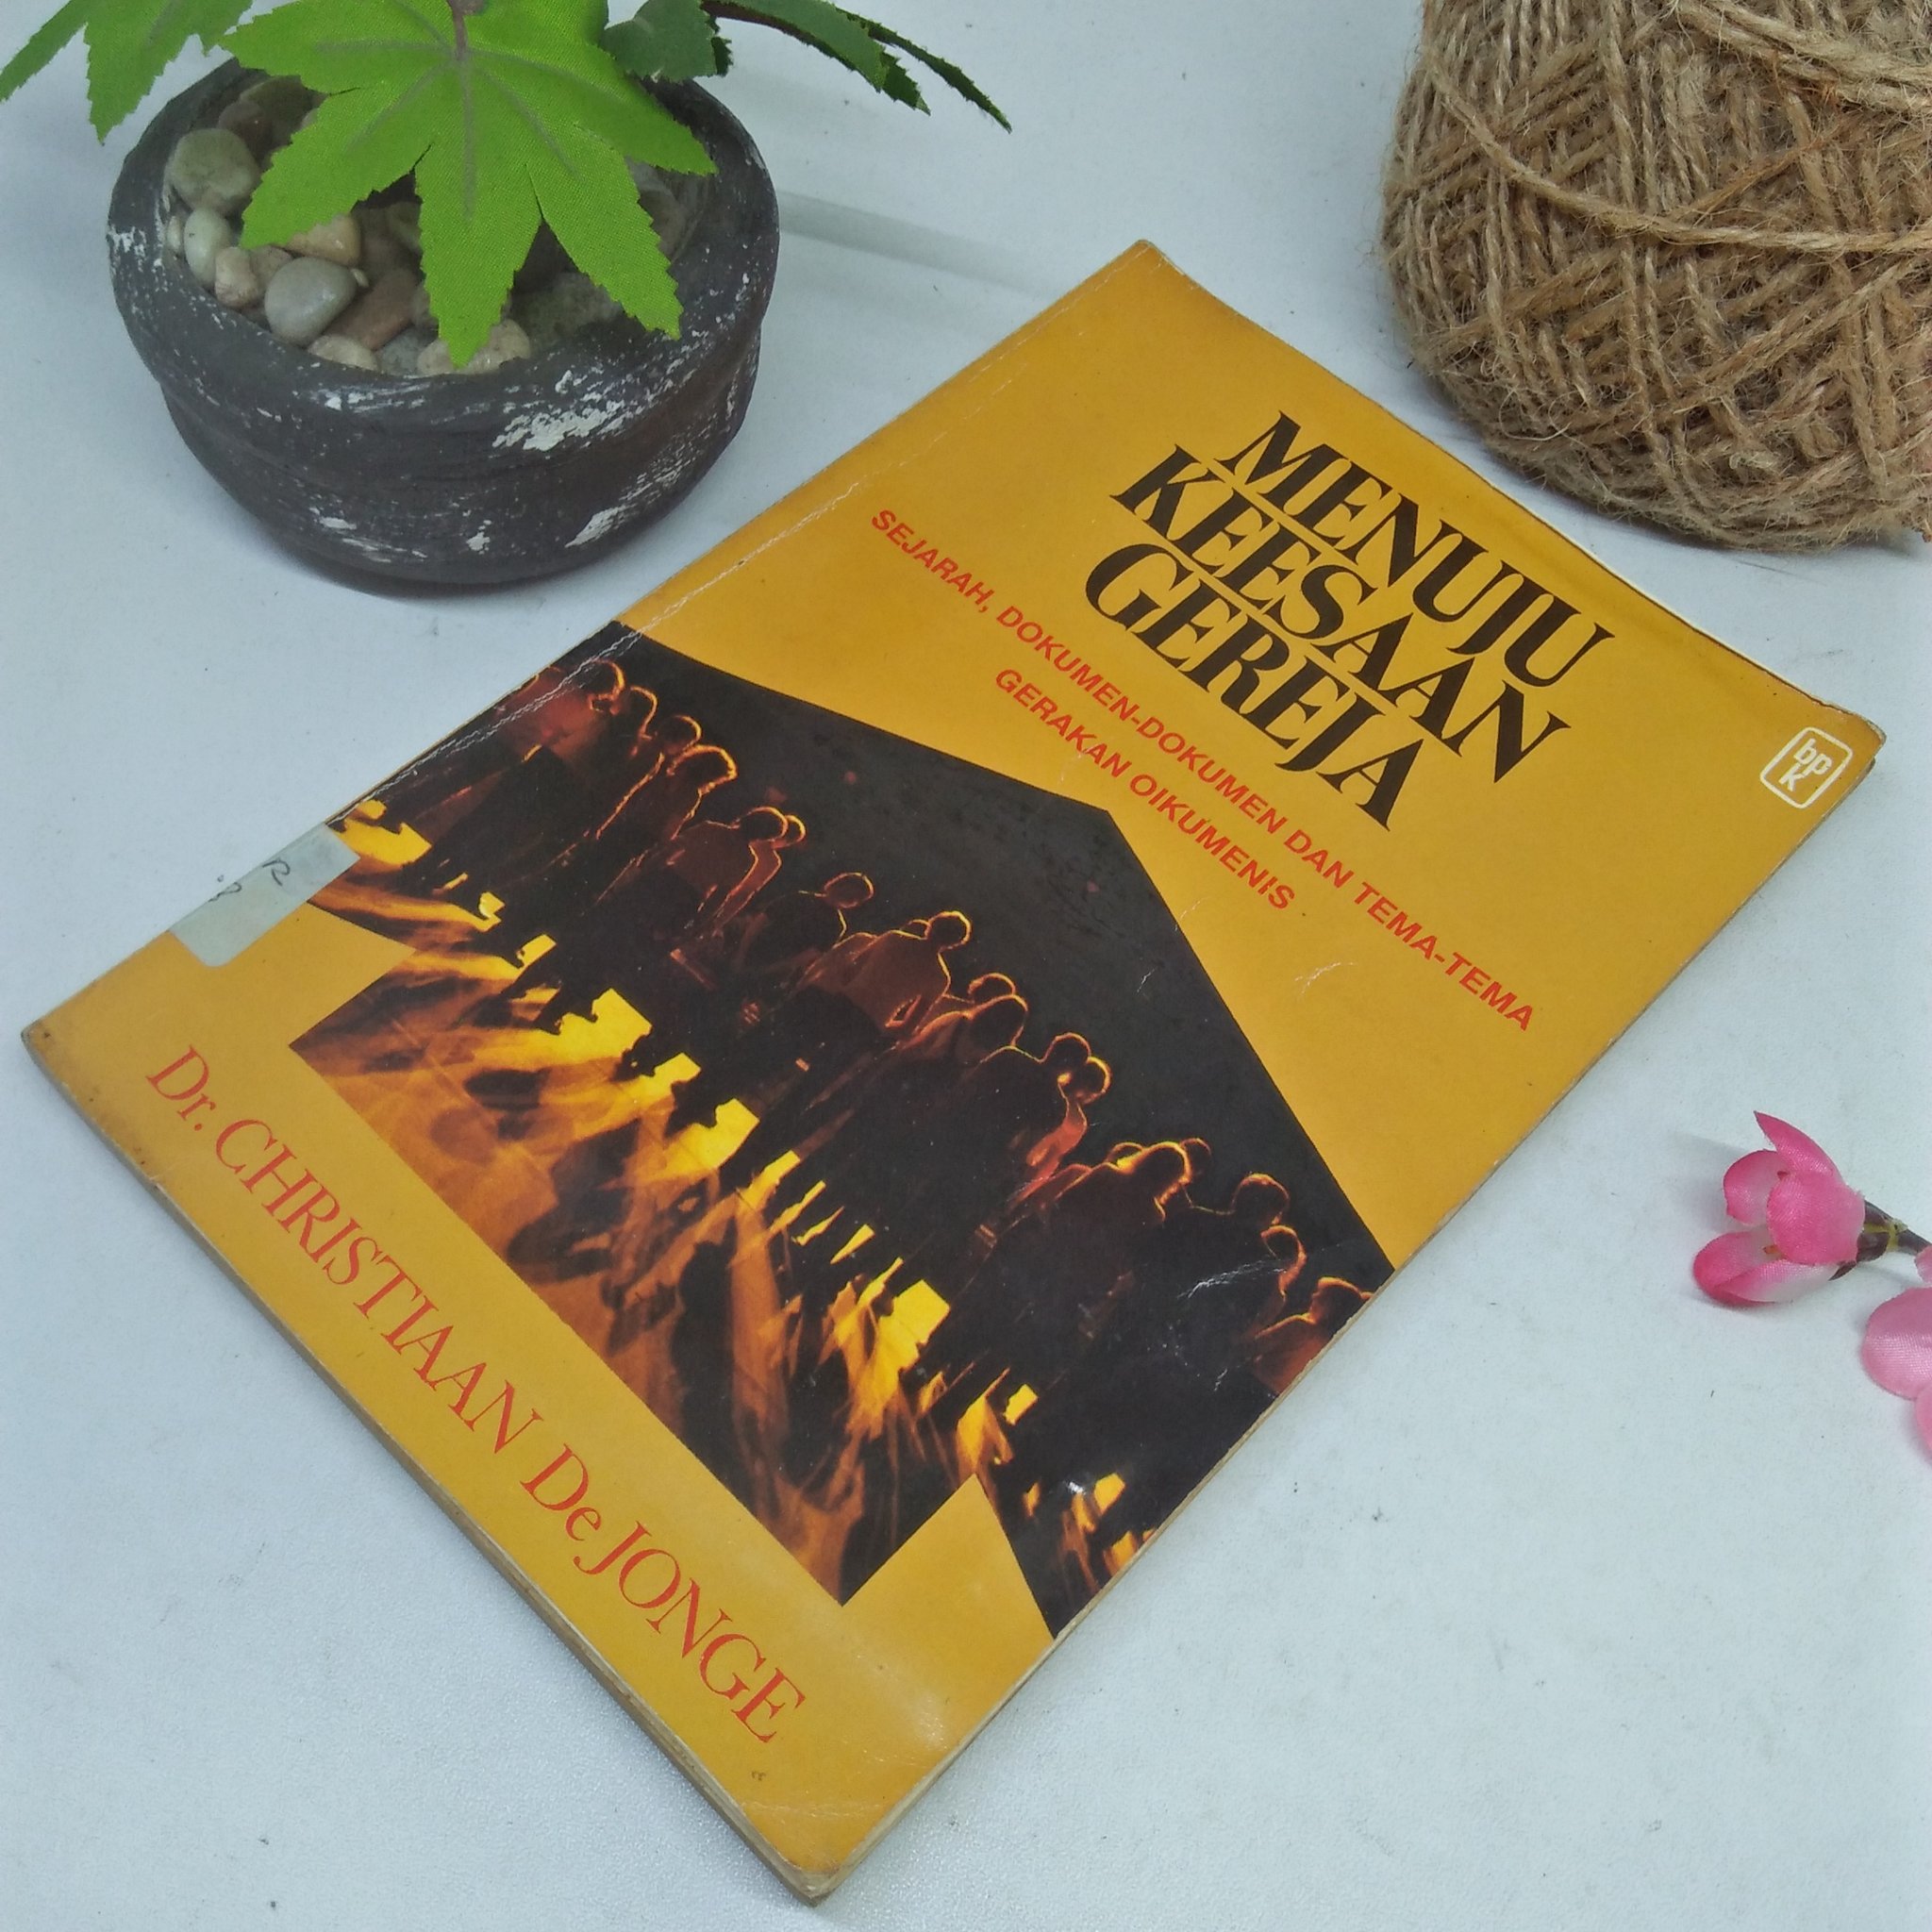 MENUJU
KEESAAN
GEREJA
SEJARAH, DOKUMEN-DOKUMEN DAN TEMA-TEMA
GERAKAN OIKUMENIS
bpk
Dr. CHRISTIAAN De JONGE